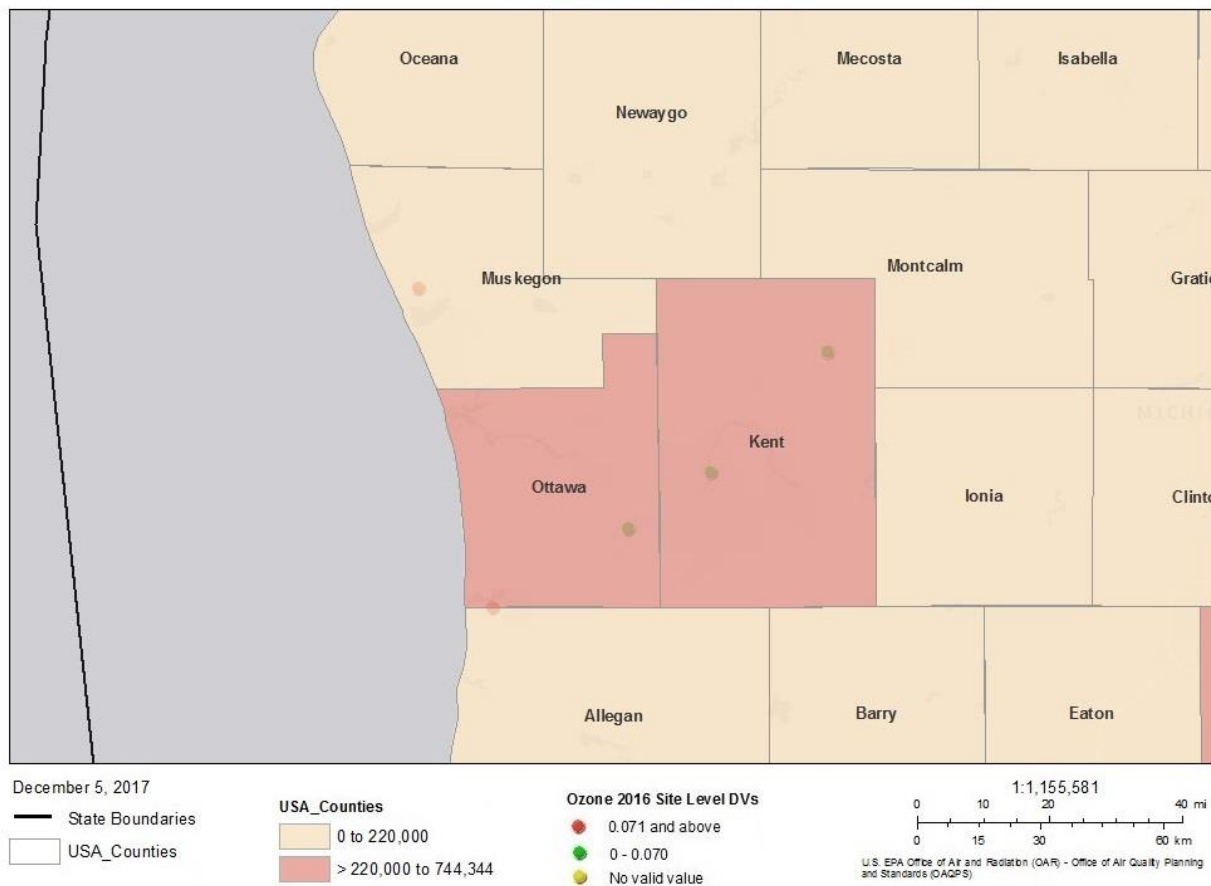 Oceana
Mecosta
Isabella
Newaygo
Montcalm
Muskegon
Gratio
Kent
MICHIG
Ottawa
Ionia
Clinto
Allegan
Barry
Eaton
December 5, 2017
State Boundaries
USA_Counties
USA_Counties
0 to 220,000
> 220,000 to 744,344
Ozone 2016 Site Level DVs
0.071 and above
0 - 0.070
No valid value
1:1,155,581
0 10 20 40 mi
0 15 30 60 km
U.S. EPA Office of Air and Radiation (OAR) - Office of Air Quality Planning
and Standards (OAQPS)